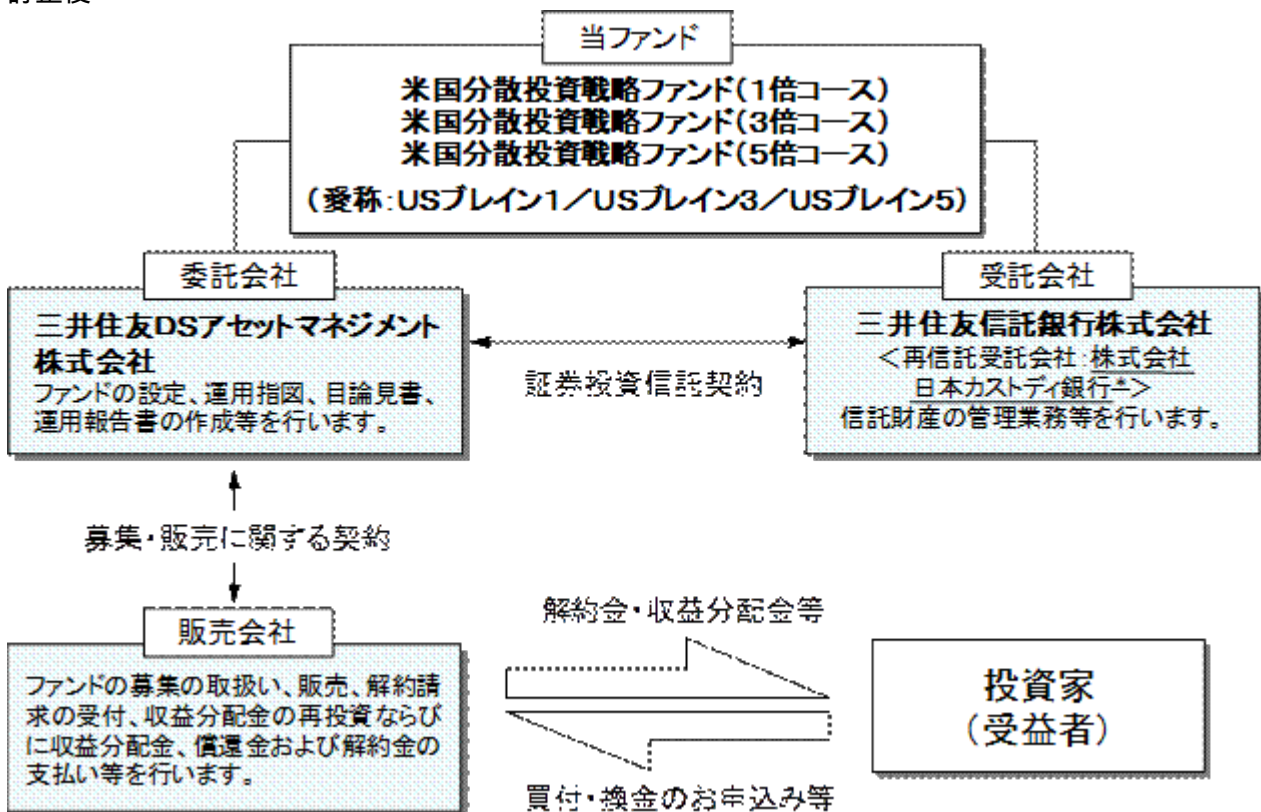 当ファンド
米国分散投資戦略ファンド(1倍コース)
米国分散投資戦略ファンド(3倍コース)
米国分散投資戦略ファンド(5倍コース)
(愛称:USブレイン1/USブレイン3/USブレイン5)
委託会社
三井住友DSアセットマネジメント
株式会社
ファンドの設定、運用指図、目論見書、
運用報告書の作成等を行います。
証券投資信託契約
受託会社
三井住友信託銀行株式会社
<再信託受託会社:株式会社
日本カストディ銀行*>
信託財産の管理業務等を行います。
募集・販売に関する契約
販売会社
ファンドの募集の取扱い、販売、解約請
求の受付、収益分配金の再投資ならび
に収益分配金、償還金および解約金の
支払い等を行います。
解約金・収益分配金等
買付・換金のお申込み等
投資家
(受益者)